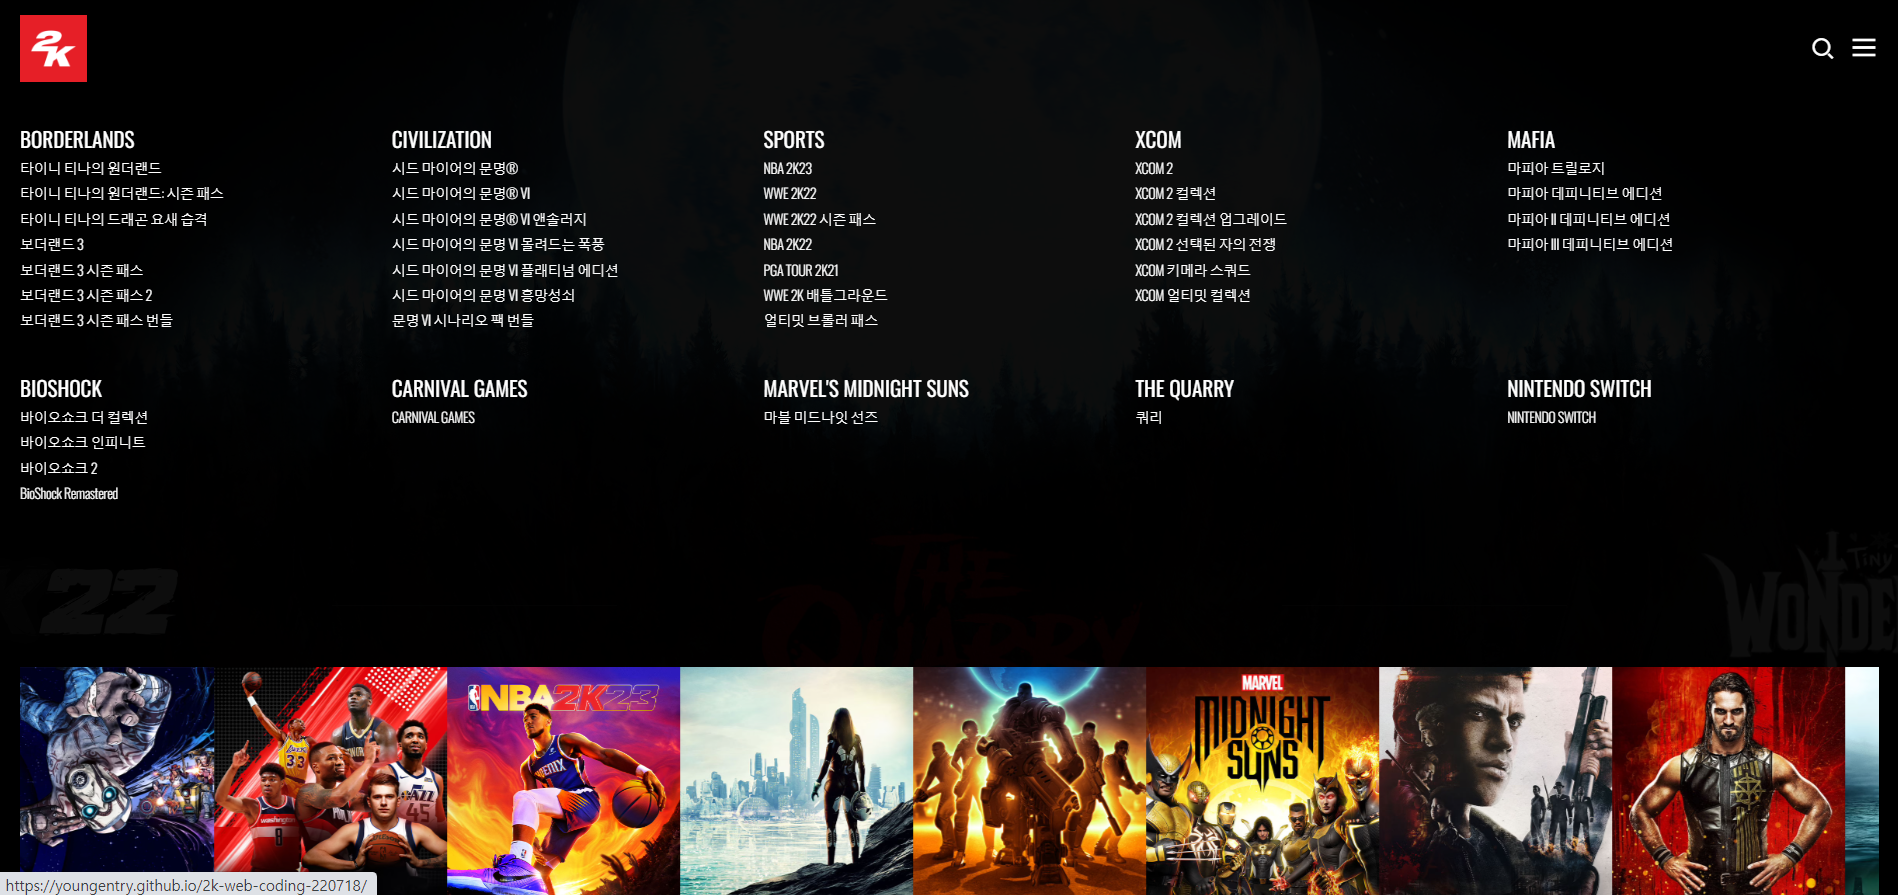 2K
BORDERLANDS
타이니 티나의 원더랜드
타이니 티나의 원더랜드: 시즌 패스
타이니 티나의 드래곤 요새 습격
보더랜드 3
보더랜드 3 시즌 패스
보더랜드 3 시즌 패스 2
보더랜드 3 시즌 패스 번들
CIVILIZATION
시드 마이어의 문명®
시드 마이어의 문명® VI
시드 마이어의 문명® VI 앤솔러지
시드 마이어의 문명 VI 몰려드는 폭풍
시드 마이어의 문명 VI 플래티넘 에디션
시드 마이어의 문명 VI 흥망성쇠
문명 VI 시나리오 팩 번들
SPORTS
NBA 2K23
WWE 2K22
WWE 2K22 시즌 패스
NBA 2K22
PGA TOUR 2K21
WWE 2K 배틀그라운드
얼티밋 브롤러 패스
XCOM
XCOM 2
XCOM 2 컬렉션
XCOM 2 컬렉션 업그레이드
XCOM 2 선택된 자의 전쟁
XCOM 키메라 스쿼드
XCOM 얼티밋 컬렉션
MAFIA
마피아 트릴로지
마피아 데피니티브 에디션
마피아 II 데피니티브 에디션
마피아 III 데피니티브 에디션
BIOSHOCK
바이오쇼크 더 컬렉션
바이오쇼크 인피니트
바이오쇼크 2
BioShock Remastered
CARNIVAL GAMES
CARNIVAL GAMES
MARVEL'S MIDNIGHT SUNS
마블 미드나잇 선즈
THE QUARRY
쿼리
NINTENDO SWITCH
NINTENDO SWITCH
K22
THE
QUARRY
TINY
WONDE
NBA 2K23
MARVEL
MIDNIGHT
SUNS
33
8
JAZZ
45
https://youngentry.github.io/2k-web-coding-220718/